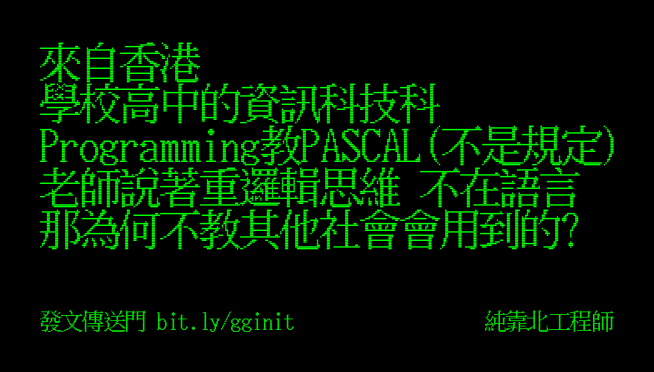 來自香港
學校高中的資訊科技科
Programming教PASCAL(不是規定)
老師說著重邏輯思維 不在語言
那為何不教其他社會會用到的?
發文傳送門 bit.ly/gginit
純靠北工程師